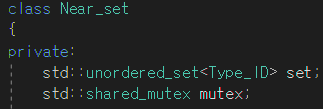 class Near_set
{
private:
std::unordered_set<Type_ID> set;
std::shared_mutex mutex;